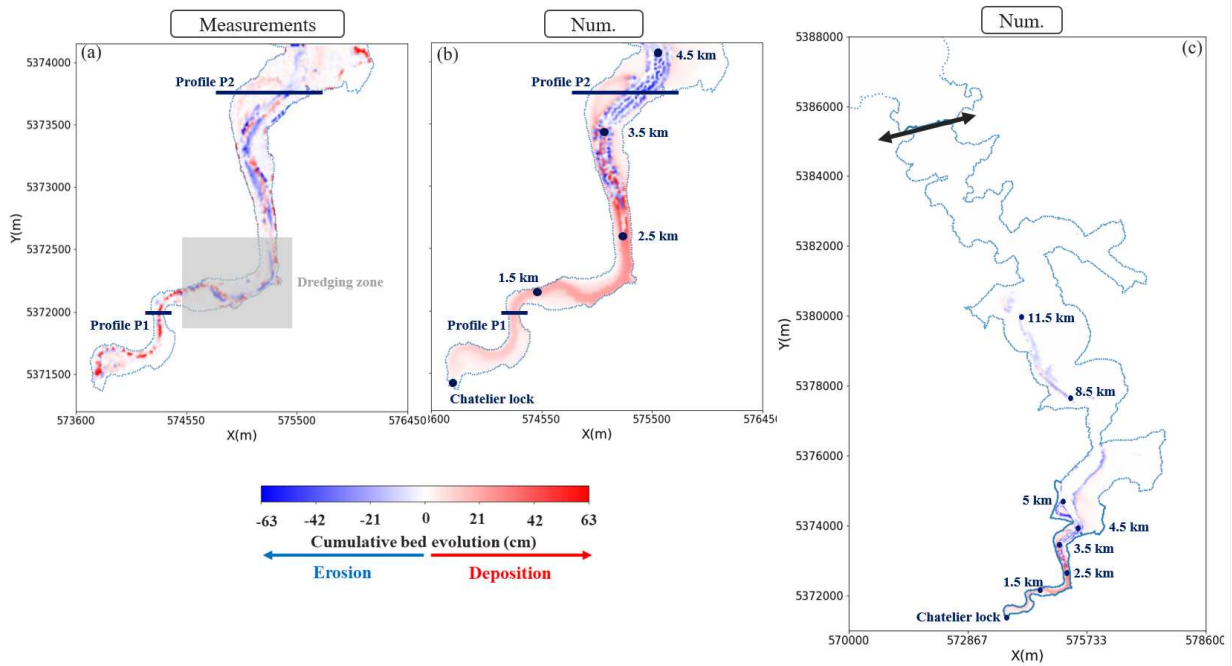 Measurements
Num.
Num.
(a)
5374000
5373500
5373000
5372500
5372000
5371500
Y(m)
Profile P2
Dredging zone
Profile P1
573600
574550
575500
576450
X(m)
(b)
4.5 km
Profile P2
3.5 km
2.5 km
1.5 km
Profile P1
Chatelier lock
600
574550
575500
57645
X(m)
-63
-42
-21
0
21
42
63
Cumulative bed evolution (cm)
Erosion
Deposition
(c)
5388000
5386000
5384000
5382000
5380000
5378000
5376000
5374000
5372000
Y(m)
11.5 km
8.5 km
5 km
4.5 km
3.5 km
2.5 km
1.5 km
Chatelier lock
570000
572867
575733
578600
X(m)